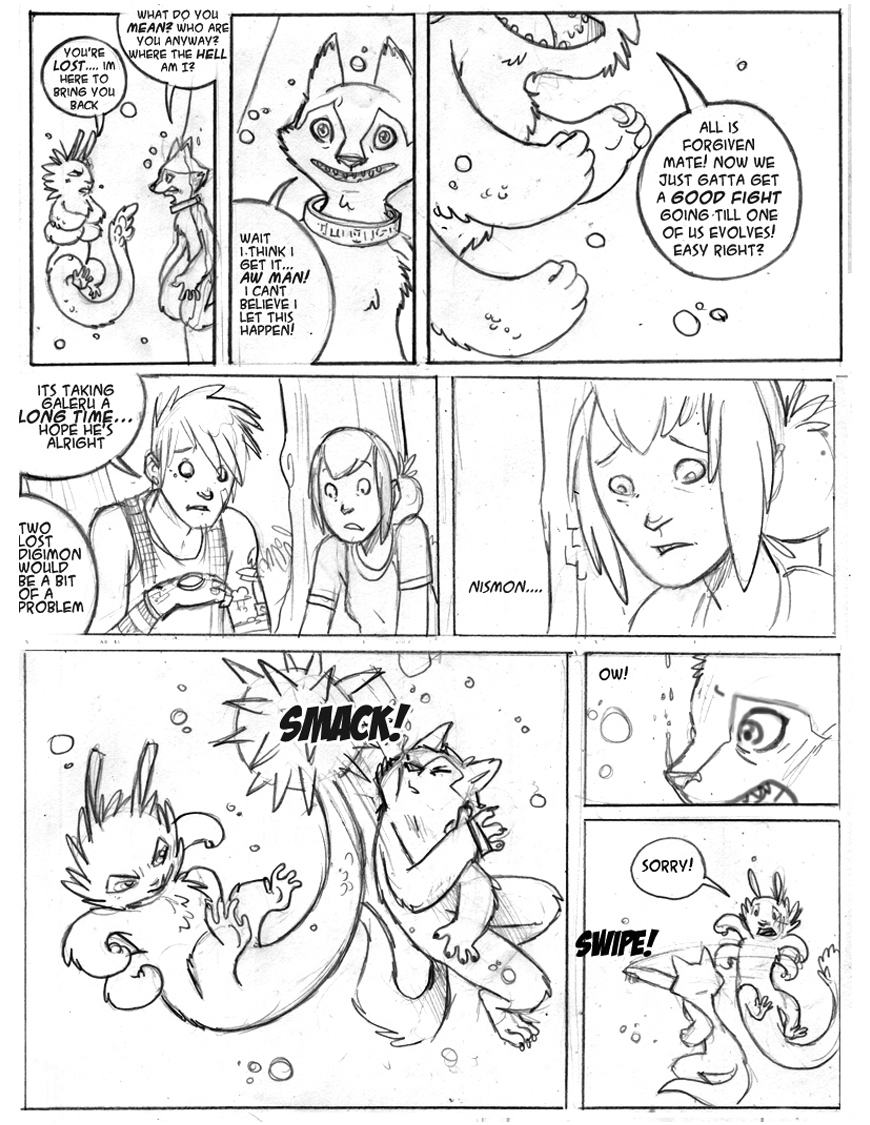 YOU'RE
LOST.... IM
HERE TO
BRING YOU
BACK
WHAT DO YOU
MEAN? WHO ARE
YOU ANYWAY?
WHERE THE HELL
AM I?
WAIT
I THINK I
GET IT...
AW MAN!
I CANT
BELIEVE I
LET THIS
HAPPEN!
ALL IS
FORGIVEN
MATE! NOW WE
JUST GATTA GET
A GOOD FIGHT
GOING TILL ONE
OF US EVOLVES!
EASY RIGHT?
ITS TAKING
GALERU A
LONG TIME...
HOPE HE'S
ALRIGHT
TWO
LOST
DIGIMON
WOULD
BE A BIT
OF A
PROBLEM
NISMON....
SMACK!
OW!
SORRY!
SWIPE!